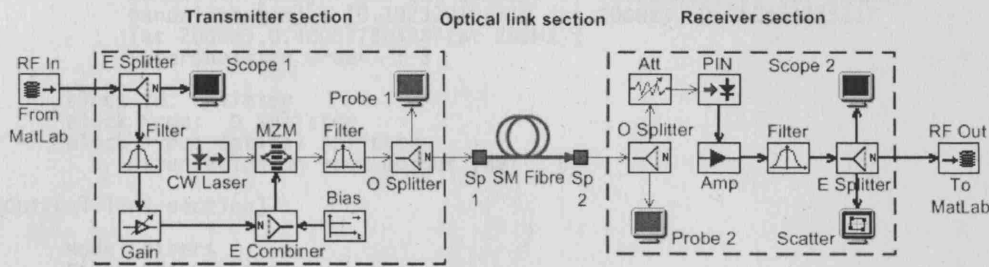 Transmitter section
Optical link section
Receiver section
RF In
From
MatLab
E Splitter
N
Scope 1
Filter
CW Laser
MZM
Filter
Probe 1
N
O Splitter
Gain
E Combiner
Bias
Sp
1
SM Fibre
Sp
2
Att
PIN
Scope 2
O Splitter
N
Amp
Filter
N
E Splitter
RF Out
To
MatLab
Probe 2
Scatter